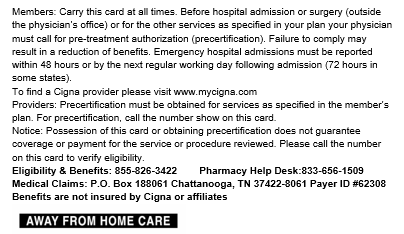 Members: Carry this card at all times. Before hospital admission or surgery (outside
the physician's office) or for the other services as specified in your plan your physician
must call for pre-treatment authorization (precertification). Failure to comply may
result in a reduction of benefits. Emergency hospital admissions must be reported
within 48 hours or by the next regular working day following admission (72 hours in
some states).
To find a Cigna provider please visit www.mycigna.com
Providers: Precertification must be obtained for services as specified in the member's
plan. For precertification, call the number show on this card.
Notice: Possession of this card or obtaining precertification does not guarantee
coverage or payment for the service or procedure reviewed. Please call the number
on this card to verify eligibility.
Eligibility & Benefits: 855-826-3422 Pharmacy Help Desk:833-656-1509
Medical Claims: P.O. Box 188061 Chattanooga, TN 37422-8061 Payer ID #62308
Benefits are not insured by Cigna or affiliates
AWAY FROM HOME CARE